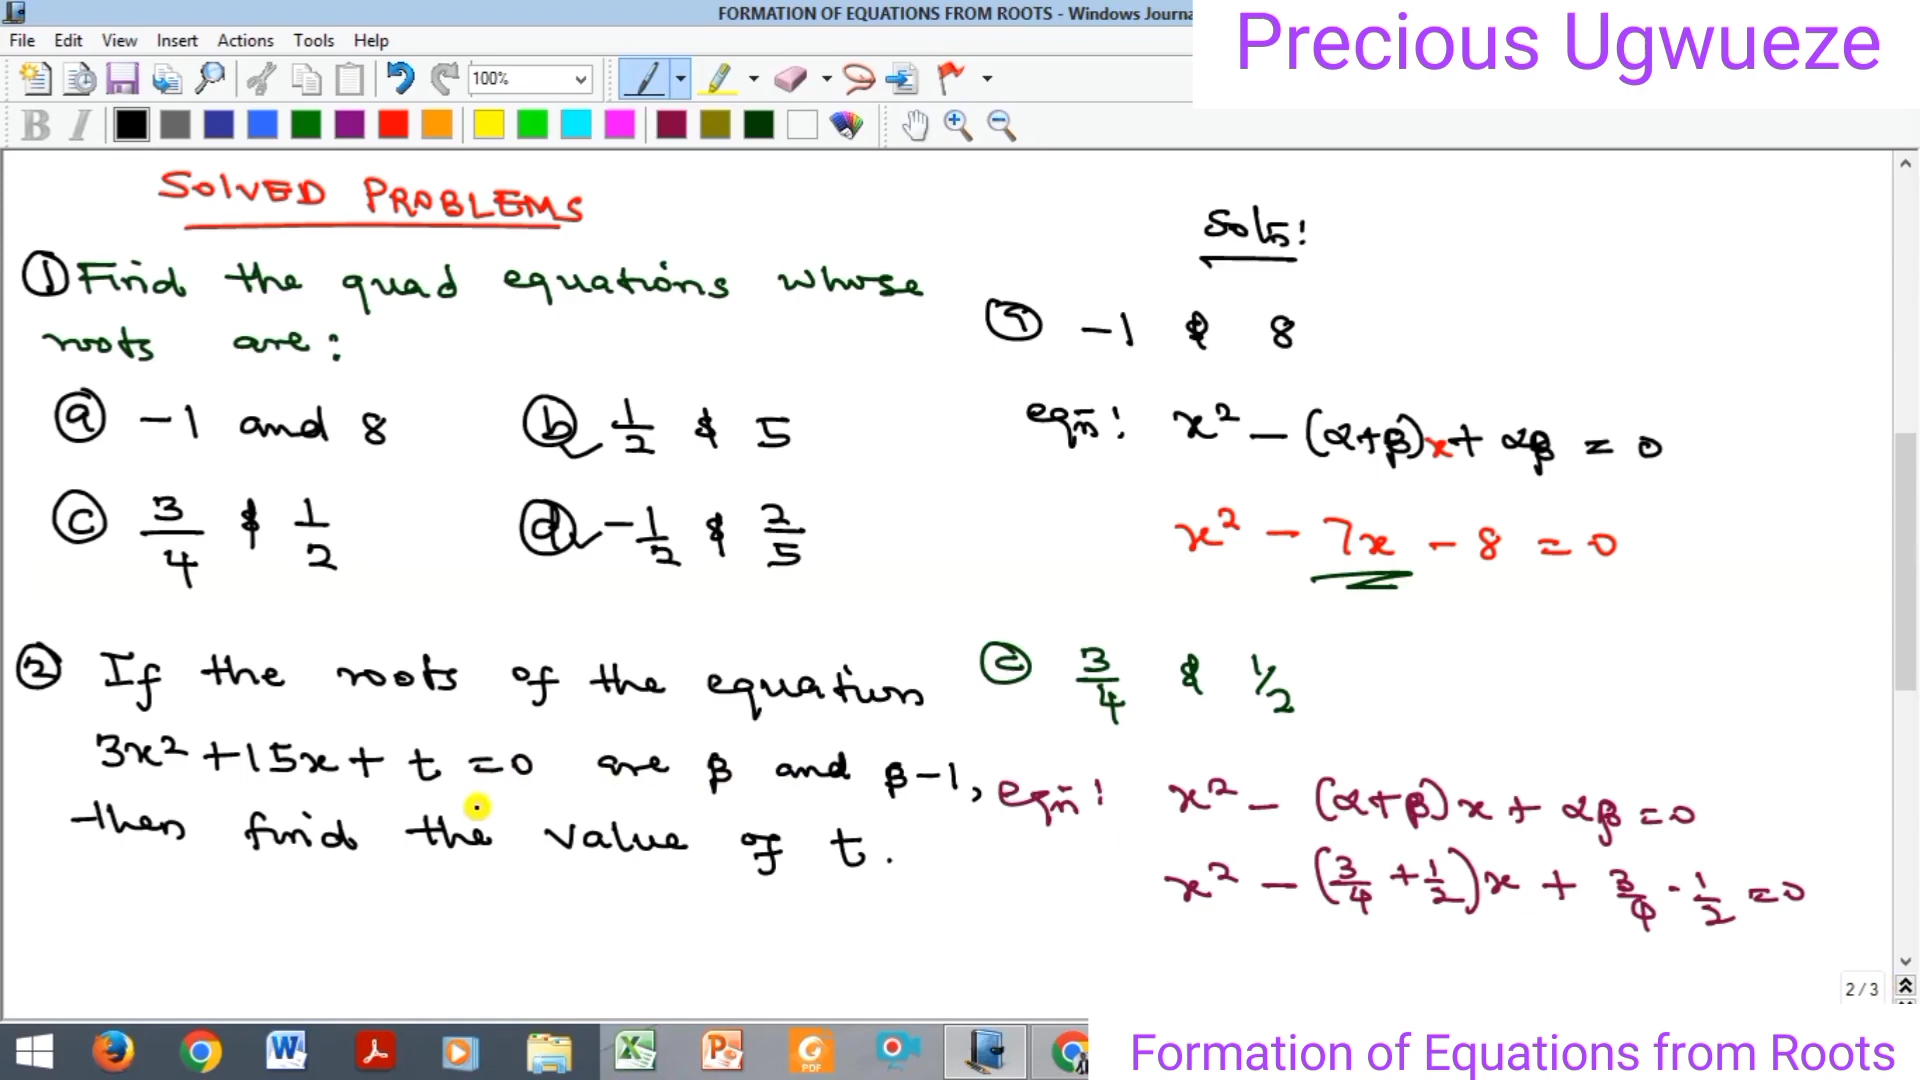 FORMATION OF EQUATIONS FROM ROOTS - Windows Journa
Precious Ugwueze
File Edit View Insert Actions Tools Help
100%
B I
SOLVED PROBLEMS
① Find the quad equations whose
roots are:
ⓐ -1 and 8 ⓑ 1/2 & 5
ⓒ 3/4 & 1/2 ⓓ -1/2 & 2/5
② If the roots of the equation
3x² + 15x + t = 0 are β and β-1,
then find the value of t.
Soln:
ⓐ -1 & 8
eqn: x² - (α+β)x + αβ = 0
x² - 7x - 8 = 0
ⓒ 3/4 & 1/2
eqn: x² - (α+β)x + αβ = 0
x² - (3/4 + 1/2)x + 3/4 · 1/2 = 0
2 / 3
PDF
Formation of Equations from Roots